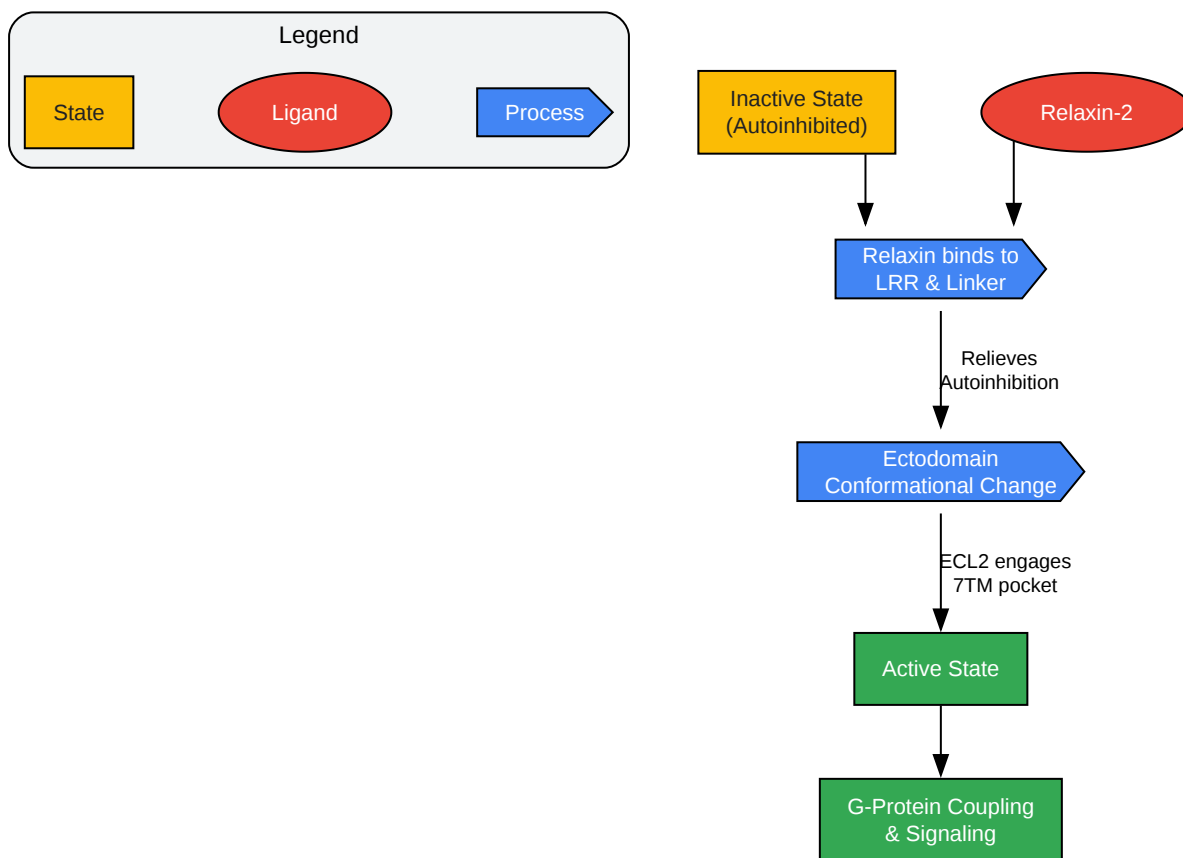 Legend
State
Ligand
Process
Inactive State
(Autoinhibited)
Relaxin-2
Relaxin binds to
LRR & Linker
Relieves
Autoinhibition
Ectodomain
Conformational Change
ECL2 engages
7TM pocket
Active State
G-Protein Coupling
& Signaling